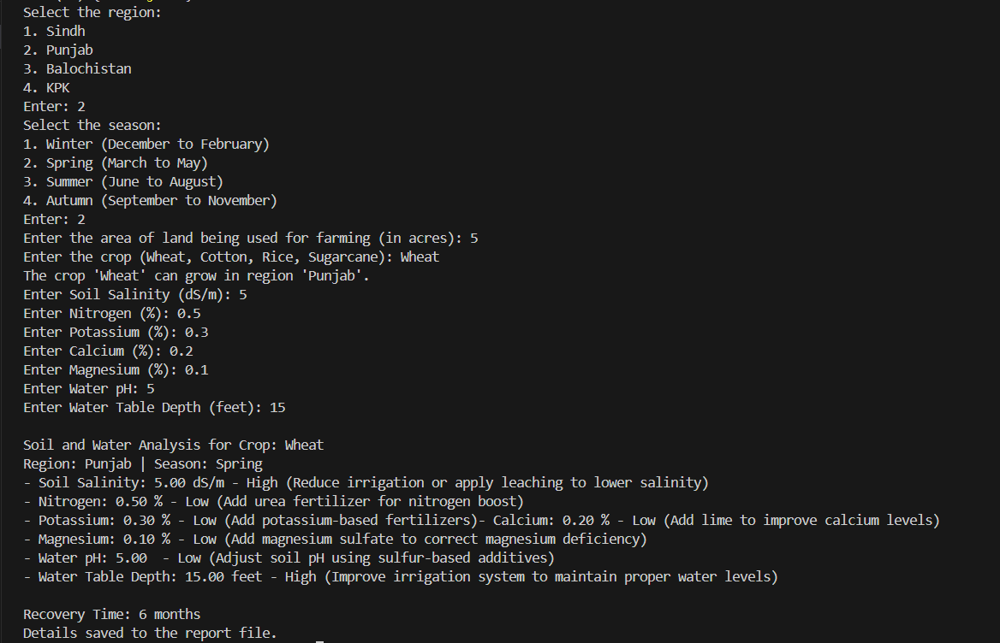 Select the region:
1. Sindh
2. Punjab
3. Balochistan
4. KPK
Enter: 2
Select the season:
1. Winter (December to February)
2. Spring (March to May)
3. Summer (June to August)
4. Autumn (September to November)
Enter: 2
Enter the area of land being used for farming (in acres): 5
Enter the crop (Wheat, Cotton, Rice, Sugarcane): Wheat
The crop 'Wheat' can grow in region 'Punjab'.
Enter Soil Salinity (dS/m): 5
Enter Nitrogen (%): 0.5
Enter Potassium (%): 0.3
Enter Calcium (%): 0.2
Enter Magnesium (%): 0.1
Enter Water pH: 5
Enter Water Table Depth (feet): 15
Soil and Water Analysis for Crop: Wheat
Region: Punjab | Season: Spring
- Soil Salinity: 5.00 dS/m - High (Reduce irrigation or apply leaching to lower salinity)
- Nitrogen: 0.50 % - Low (Add urea fertilizer for nitrogen boost)
- Potassium: 0.30 % - Low (Add potassium-based fertilizers)- Calcium: 0.20 % - Low (Add lime to improve calcium levels)
- Magnesium: 0.10 % - Low (Add magnesium sulfate to correct magnesium deficiency)
- Water pH: 5.00  - Low (Adjust soil pH using sulfur-based additives)
- Water Table Depth: 15.00 feet - High (Improve irrigation system to maintain proper water levels)
Recovery Time: 6 months
Details saved to the report file.